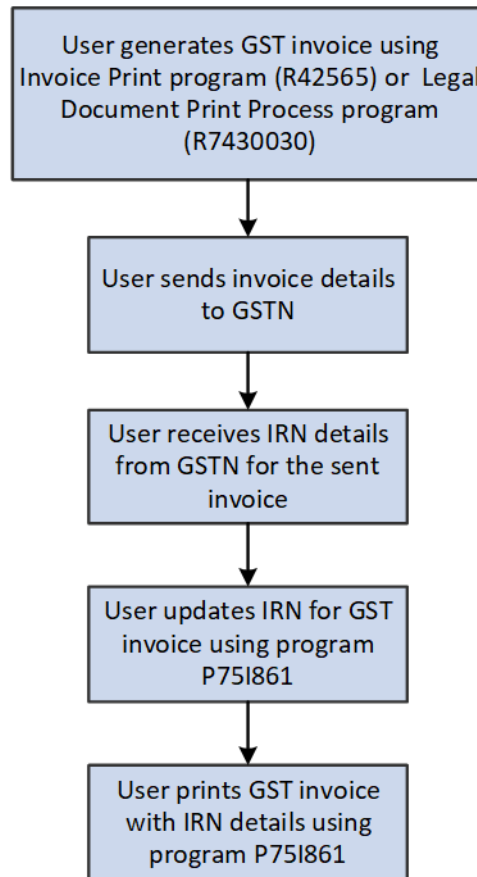 User generates GST invoice using
Invoice Print program (R42565) or Legal
Document Print Process program
(R7430030)
User sends invoice details
to GSTN
User receives IRN details
from GSTN for the sent
invoice
User updates IRN for GST
invoice using program
P75I861
User prints GST invoice
with IRN details using
program P75I861